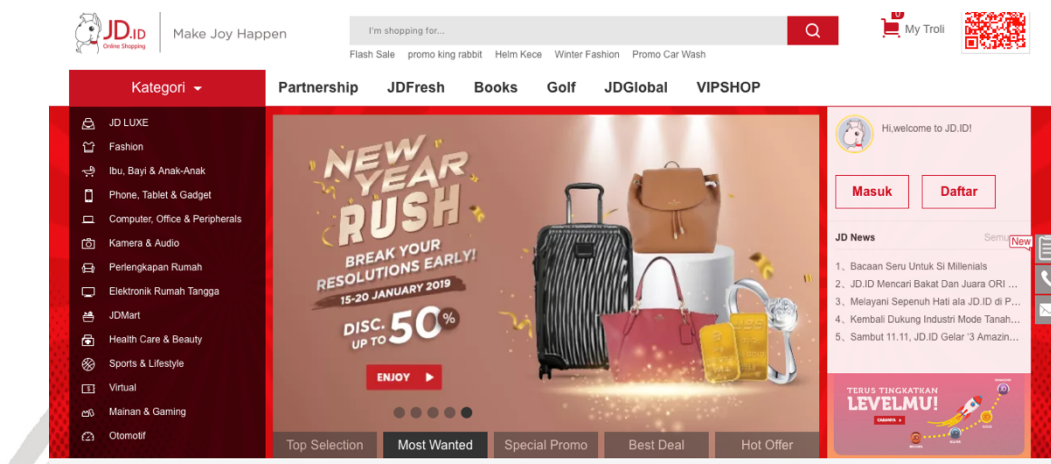 JD.ID
Online Shopping
Make Joy Happen
I'm shopping for...
0
My Troli
Flash Sale promo king rabbit Helm Kece Winter Fashion Promo Car Wash
Kategori
Partnership JDFresh Books Golf JDGlobal VIPSHOP
JD LUXE
Fashion
Ibu, Bayi & Anak-Anak
Phone, Tablet & Gadget
Computer, Office & Peripherals
Kamera & Audio
Perlengkapan Rumah
Elektronik Rumah Tangga
JDMart
Health Care & Beauty
Sports & Lifestyle
Virtual
Mainan & Gaming
Otomotif
NEW
YEAR
RUSH
BREAK YOUR
RESOLUTIONS EARLY!
15-20 JANUARY 2019
DISC.
UP TO 50%
ENJOY
Top Selection Most Wanted Special Promo Best Deal Hot Offer
Hi,welcome to JD.ID!
Masuk Daftar
JD News
New
1、Bacaan Seru Untuk Si Millenials
2、JD.ID Mencari Bakat Dan Juara ORI ...
3、Melayani Sepenuh Hati ala JD.ID di P...
4、Kembali Dukung Industri Mode Tanah...
5、Sambut 11.11, JD.ID Gelar '3 Amazin...
TERUS TINGKATKAN
LEVELMU!